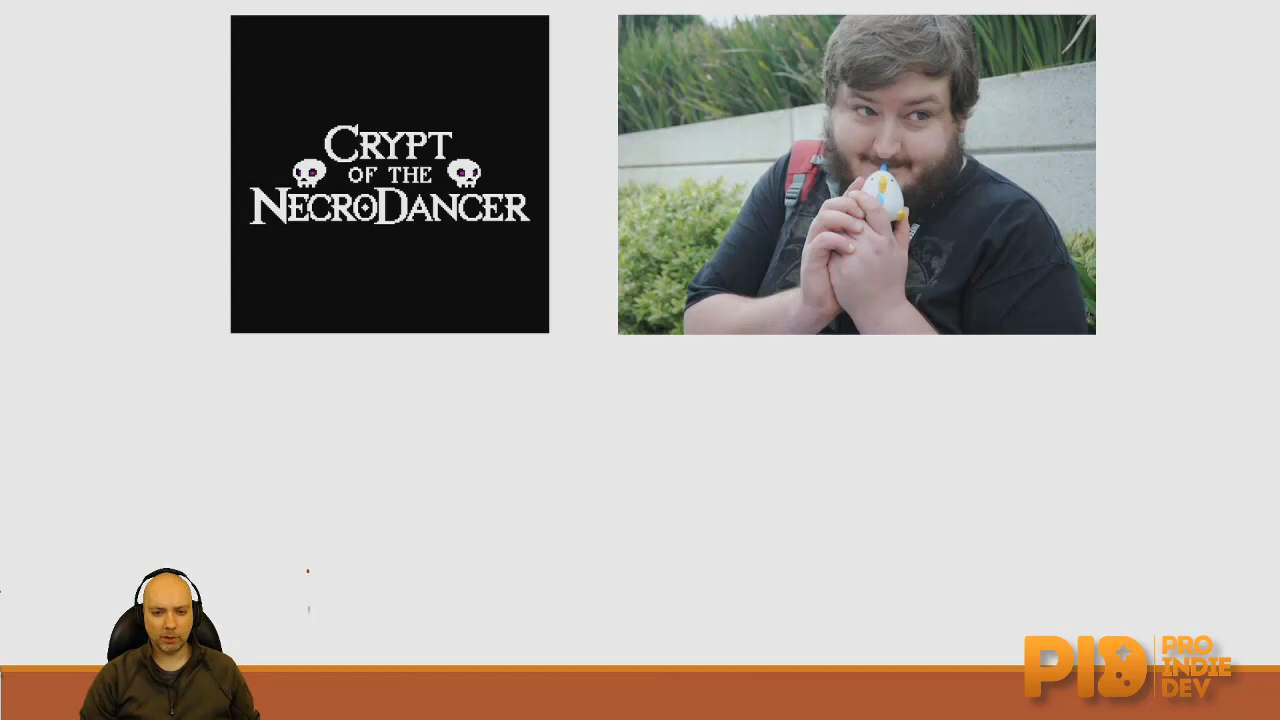 CRYPT
OF THE
NECRODANCER
PID
PRO
INDIE
DEV